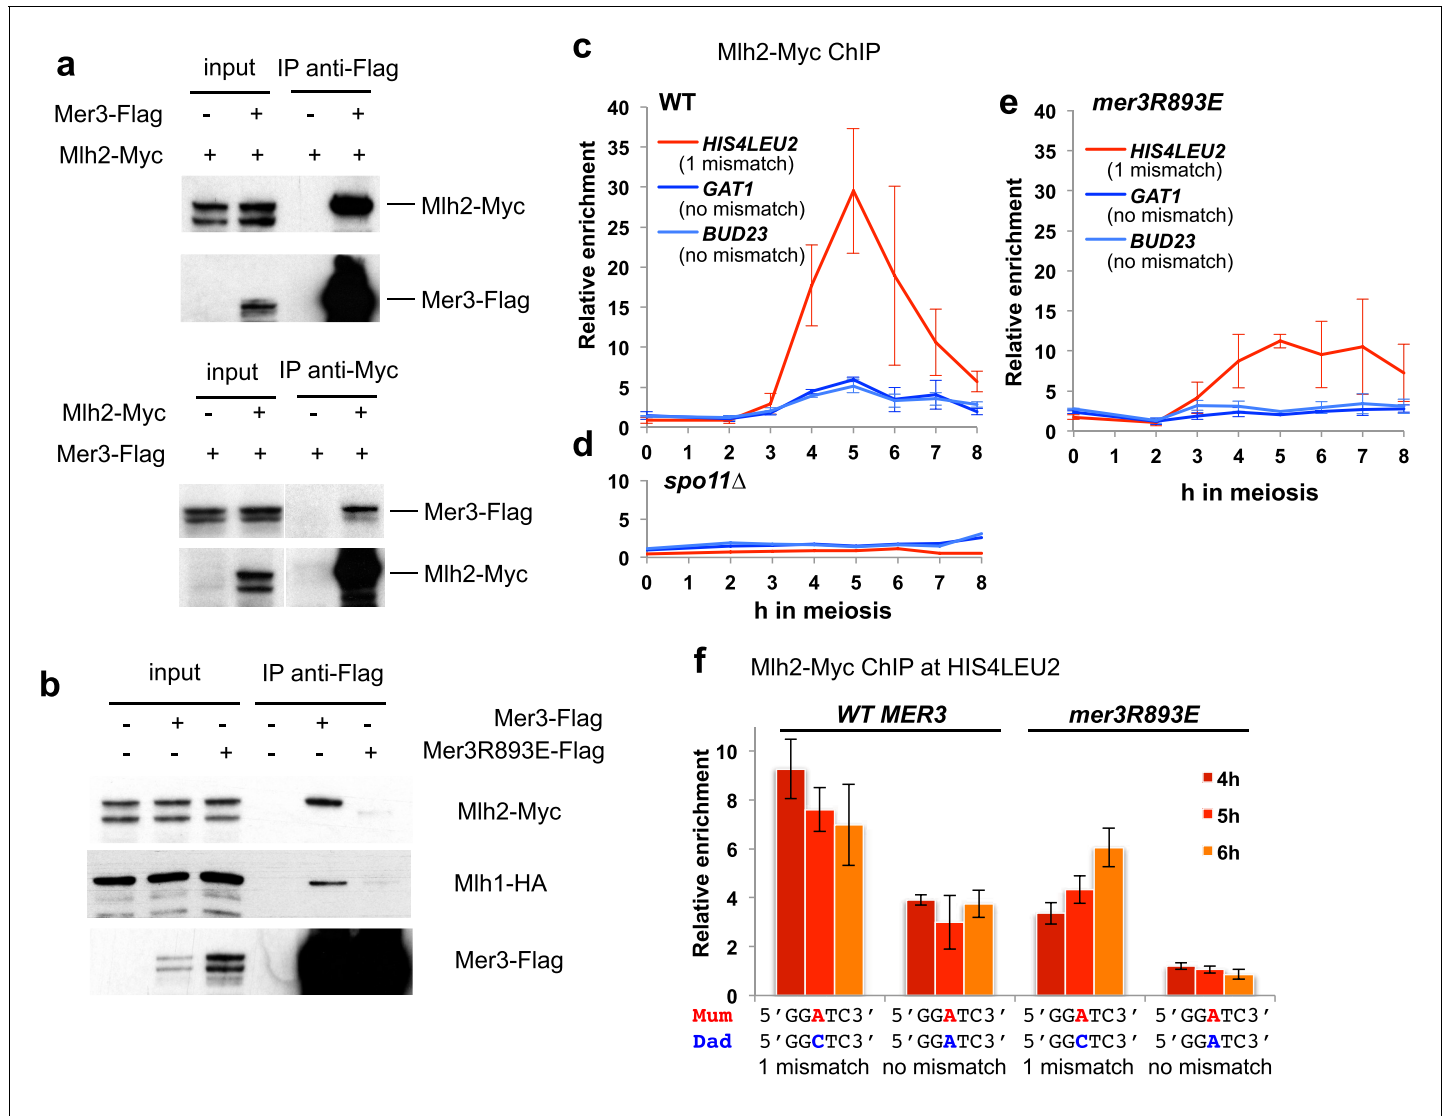 a
input IP anti-Flag
Mer3-Flag - + - +
Mlh2-Myc + + + +
Mlh2-Myc
Mer3-Flag
input IP anti-Myc
Mlh2-Myc - + - +
Mer3-Flag + + + +
Mer3-Flag
Mlh2-Myc
b
input IP anti-Flag
- + - - + - Mer3-Flag
- - + - - + Mer3R893E-Flag
Mlh2-Myc
Mlh1-HA
Mer3-Flag
c
Mlh2-Myc ChIP
WT
Relative enrichment
40
35
30
25
20
15
10
5
0
HIS4LEU2
(1 mismatch)
GAT1
(no mismatch)
BUD23
(no mismatch)
0 1 2 3 4 5 6 7 8
d
spo11Δ
10
5
0
0 1 2 3 4 5 6 7 8
h in meiosis
e
mer3R893E
Relative enrichment
40
35
30
25
20
15
10
5
0
HIS4LEU2
(1 mismatch)
GAT1
(no mismatch)
BUD23
(no mismatch)
0 1 2 3 4 5 6 7 8
h in meiosis
f
Mlh2-Myc ChIP at HIS4LEU2
WT MER3 mer3R893E
Relative enrichment
10
8
6
4
2
0
4h
5h
6h
Mum 5’GGATC3’ 5’GGATC3’ 5’GGATC3’ 5’GGATC3’
Dad 5’GGCTC3’ 5’GGATC3’ 5’GGCTC3’ 5’GGATC3’
1 mismatch no mismatch 1 mismatch no mismatch